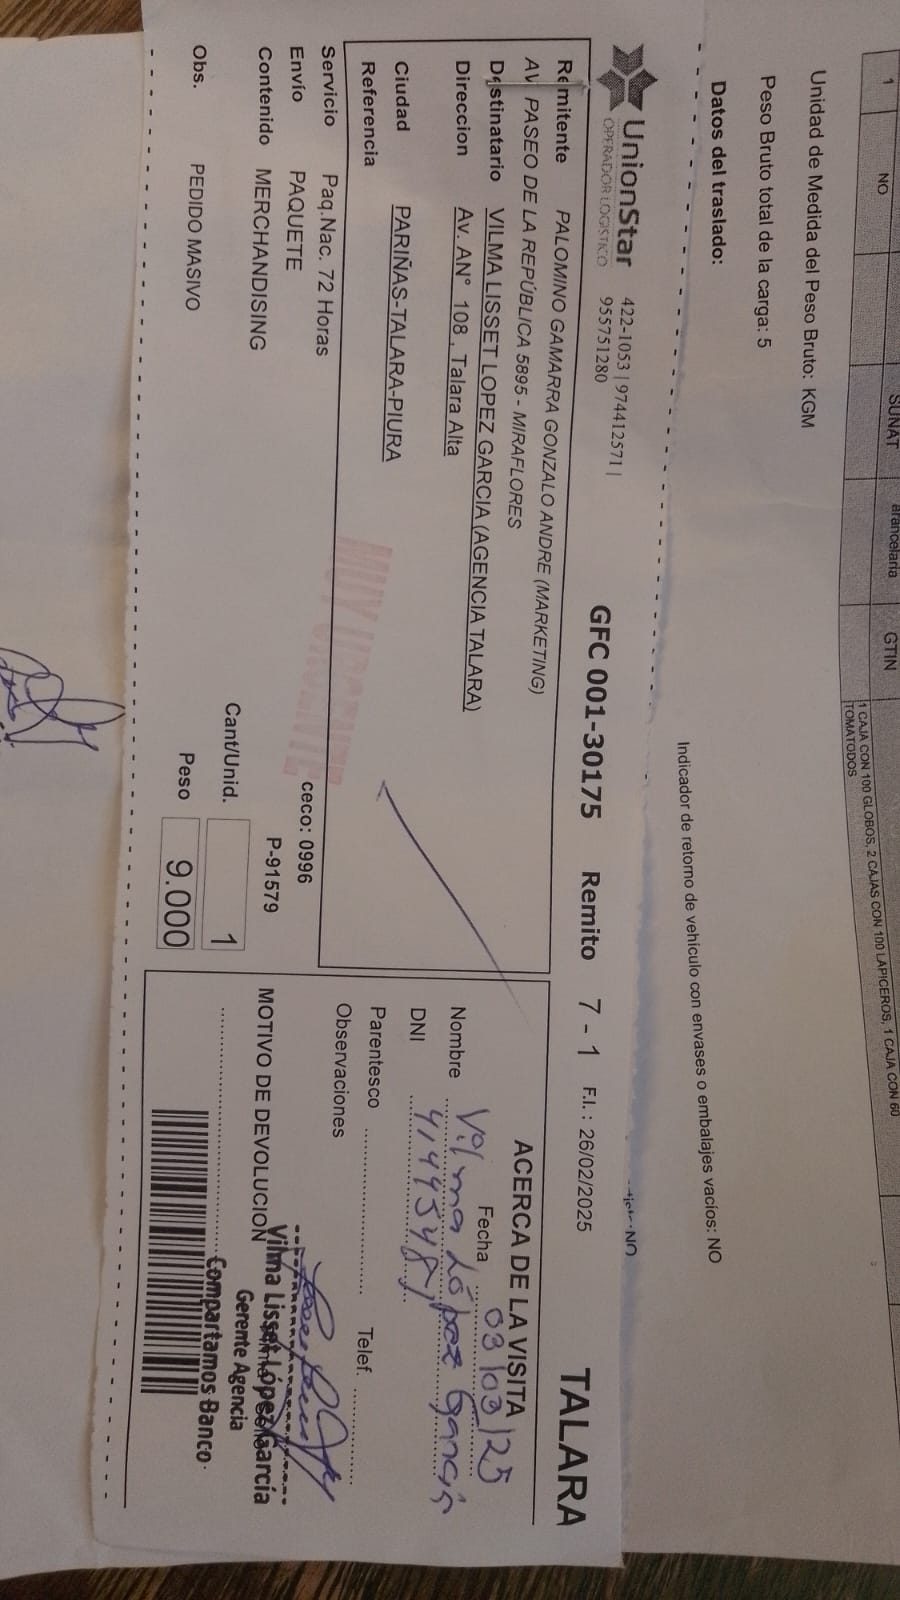 1
NO
SUNAT
arancelaria
GTIN
1 CAJA CON 100 GLOBOS, 2 CAJAS CON 100 LAPICEROS, 1 CAJA CON 60
TOMATODOS
Unidad de Medida del Peso Bruto: KGM
Peso Bruto total de la carga: 5
Datos del traslado:
Indicador de retorno de vehículo con envases o embalajes vacíos: NO
NO
UnionStar
OPERADOR LOGISTICO
422-1053 | 974412571 |
955751280
GFC 001-30175 Remito 7 - 1 F.I.: 26/02/2025 TALARA
Remitente PALOMINO GAMARRA GONZALO ANDRE (MARKETING)
AV PASEO DE LA REPÚBLICA 5895 - MIRAFLORES
Destinatario VILMA LISSET LOPEZ GARCIA (AGENCIA TALARA)
Direccion Av. AN° 108 , Talara Alta
Ciudad PARIÑAS-TALARA-PIURA
Referencia
MUY URGENTE
Servicio Paq.Nac. 72 Horas
ceco: 0996
Envío PAQUETE
P-91579
Contenido MERCHANDISING
Cant/Unid. 1
Obs. PEDIDO MASIVO
Peso 9.000
ACERCA DE LA VISITA
Fecha 03/03/25
Nombre Vilma López García
DNI
Parentesco Telef.
Observaciones
MOTIVO DE DEVOLUCION
Vilma Lisset López García
Gerente Agencia
Compartamos Banco